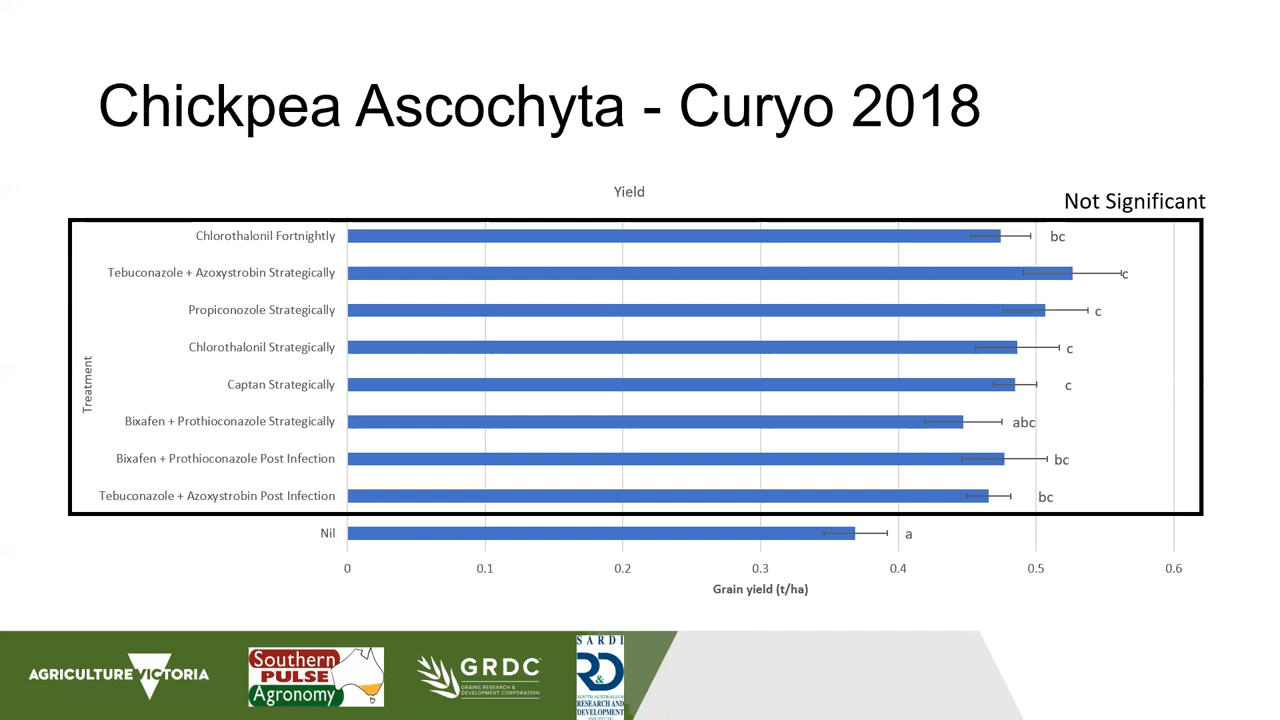 Chickpea Ascochyta - Curyo 2018
Yield
Not Significant
Treatment
Chlorothalonil Fortnightly bc
Tebuconazole + Azoxystrobin Strategically c
Propiconozole Strategically c
Chlorothalonil Strategically c
Captan Strategically c
Bixafen + Prothioconazole Strategically abc
Bixafen + Prothioconazole Post Infection bc
Tebuconazole + Azoxystrobin Post Infection bc
Nil a
0 0.1 0.2 0.3 0.4 0.5 0.6
Grain yield (t/ha)
AGRICULTURE VICTORIA
Southern
PULSE
Agronomy
GRDC
GRAINS RESEARCH &
DEVELOPMENT CORPORATION
SARDI
R&D
SOUTH AUSTRALIAN
RESEARCH AND
DEVELOPMENT
INSTITUTE